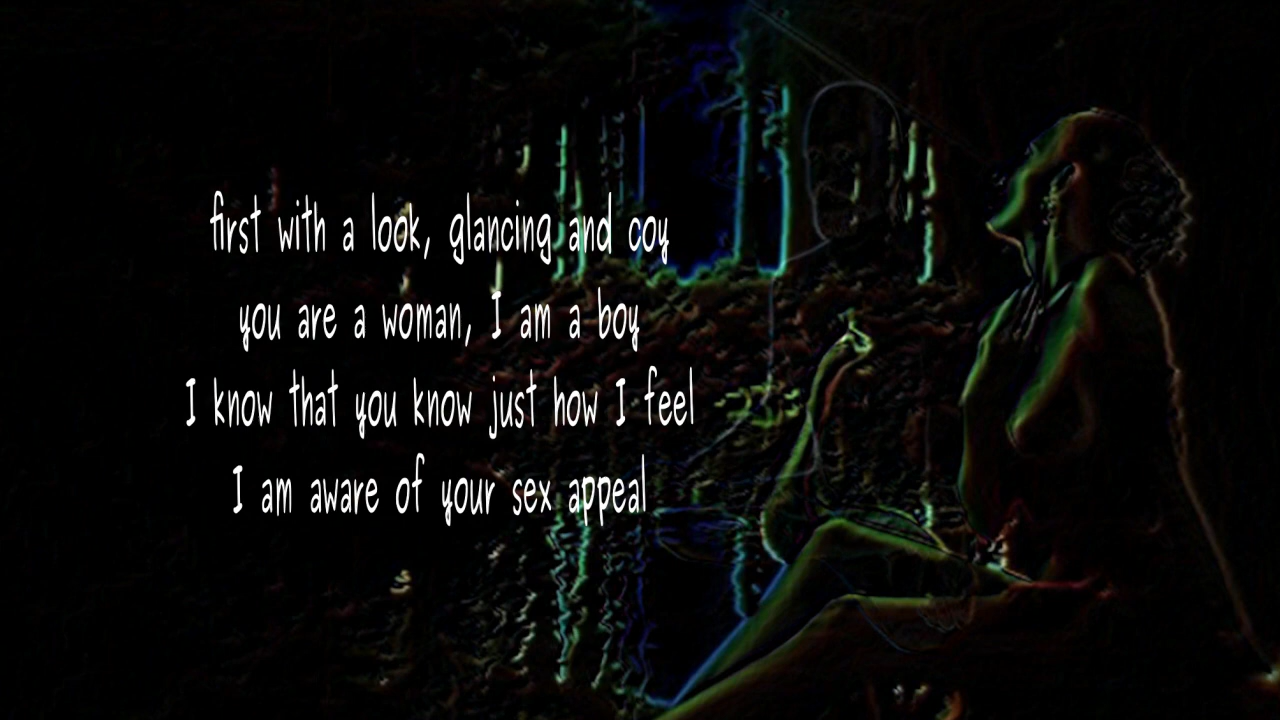 first with a look, glancing and coy
you are a woman, I am a boy
I know that you know just how I feel
I am aware of your sex appeal